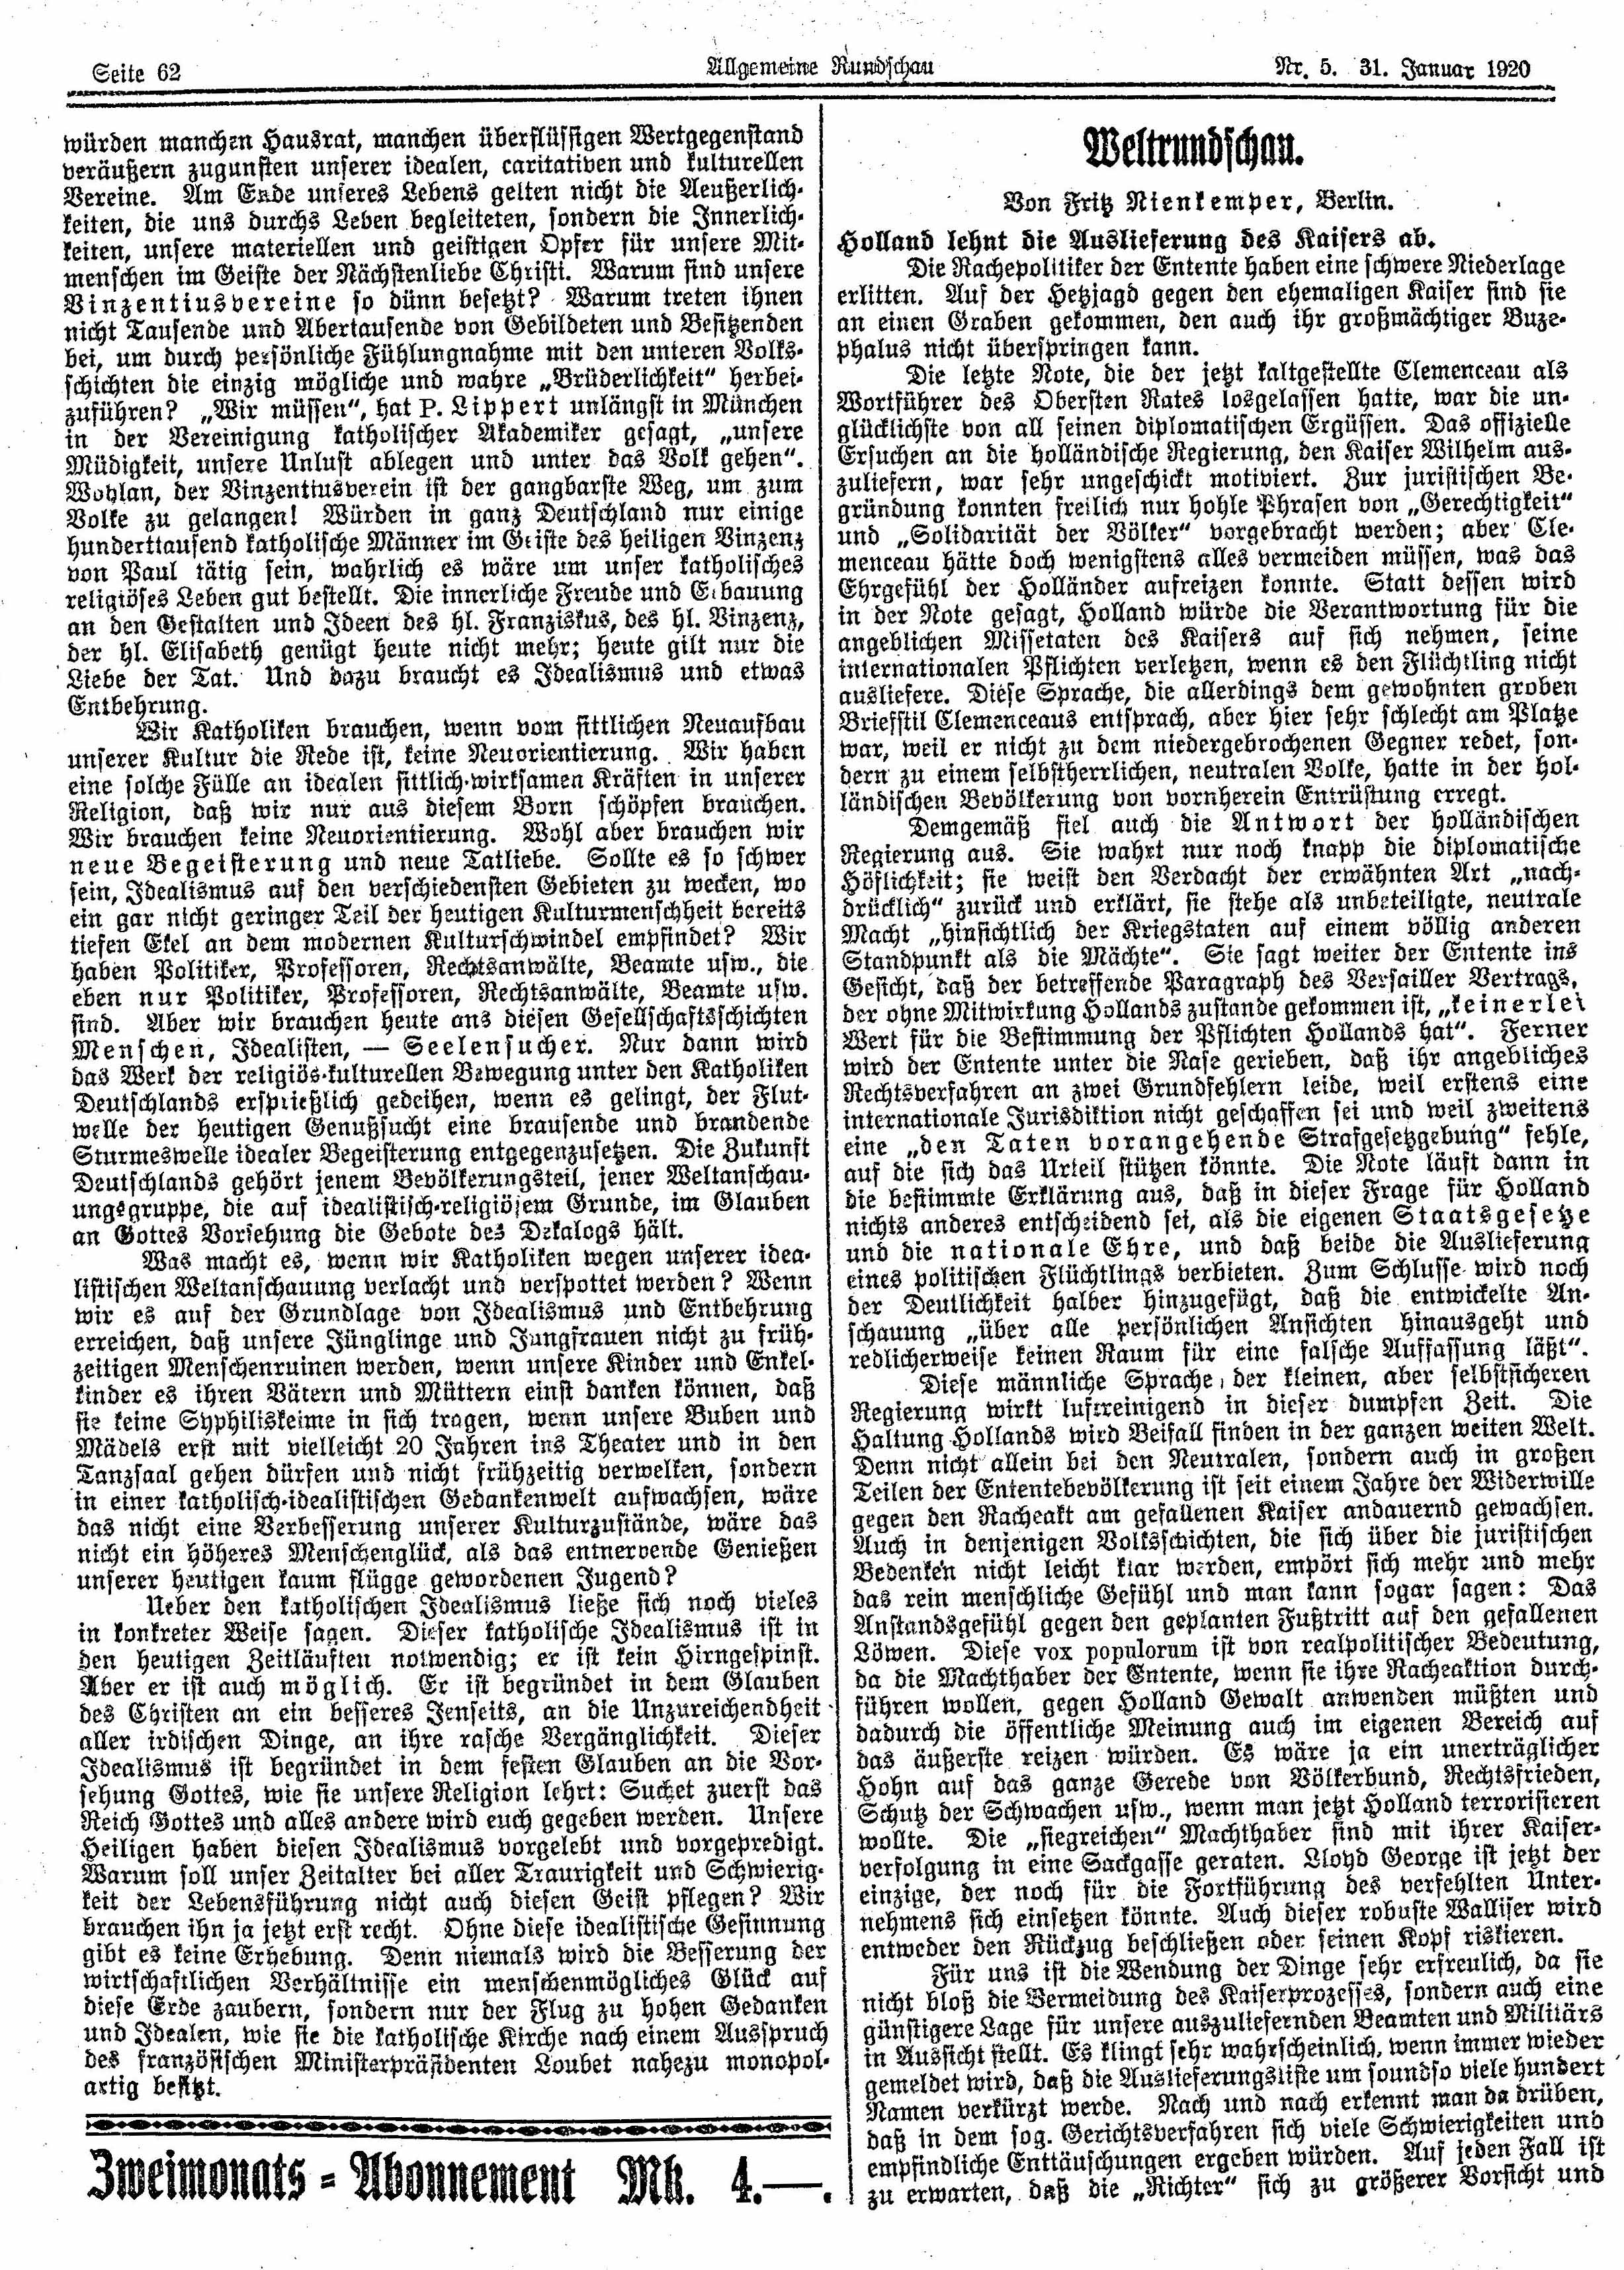 Seite 62
Allgemeine Rundschau
Nr. 5. 31. Januar 1920
würden manchen Hausrat, manchen überflüssigen Wertgegenstand
veräußern zugunsten unserer idealen, caritativen und kulturellen
Vereine. Am Ende unseres Lebens gelten nicht die Aeußerlich-
keiten, die uns durchs Leben begleiteten, sondern die Innerlich-
keiten, unsere materiellen und geistigen Opfer für unsere Mit-
menschen im Geiste der Nächstenliebe Christi. Warum sind unsere
Vinzentiusvereine so dünn besetzt? Warum treten ihnen
nicht Tausende und Abertausende von Gebildeten und Besitzenden
bei, um durch persönliche Fühlungnahme mit den unteren Volks-
schichten die einzig mögliche und wahre „Brüderlichkeit“ herbei-
zuführen? „Wir müssen“, hat P. Lippert unlängst in München
in der Vereinigung katholischer Akademiker gesagt, „unsere
Müdigkeit, unsere Unlust ablegen und unter das Volk gehen“.
Wohlan, der Vinzentiusverein ist der gangbarste Weg, um zum
Volke zu gelangen! Würden in ganz Deutschland nur einige
hunderttausend katholische Männer im Geiste des heiligen Vinzenz
von Paul tätig sein, wahrlich es wäre um unser katholisches
religiöses Leben gut bestellt. Die innerliche Freude und Erbauung
an den Gestalten und Ideen des hl. Franziskus, des hl. Vinzenz,
der hl. Elisabeth genügt heute nicht mehr; heute gilt nur die
Liebe der Tat. Und dazu braucht es Idealismus und etwas
Entbehrung.
Wir Katholiken brauchen, wenn vom sittlichen Neuaufbau
unserer Kultur die Rede ist, keine Neuorientierung. Wir haben
eine solche Fülle an idealen sittlich-wirksamen Kräften in unserer
Religion, daß wir nur aus diesem Born schöpfen brauchen.
Wir brauchen keine Neuorientierung. Wohl aber brauchen wir
neue Begeisterung und neue Tatliebe. Sollte es so schwer
sein, Idealismus auf den verschiedensten Gebieten zu wecken, wo
ein gar nicht geringer Teil der heutigen Kulturmenschheit bereits
tiefen Ekel an dem modernen Kulturschwindel empfindet? Wir
haben Politiker, Professoren, Rechtsanwälte, Beamte usw., die
eben nur Politiker, Professoren, Rechtsanwälte, Beamte usw.
sind. Aber wir brauchen heute aus diesen Gesellschaftsschichten
Menschen, Idealisten, — Seelensucher. Nur dann wird
das Werk der religiös-kulturellen Bewegung unter den Katholiken
Deutschlands ersprießlich gedeihen, wenn es gelingt, der Flut-
welle der heutigen Genußsucht eine brausende und brandende
Sturmeswelle idealer Begeisterung entgegenzusetzen. Die Zukunft
Deutschlands gehört jenem Bevölkerungsteil, jener Weltanschau-
ungsgruppe, die auf idealistisch-religiösem Grunde, im Glauben
an Gottes Vorsehung die Gebote des Dekalogs hält.
Was macht es, wenn wir Katholiken wegen unserer idea-
listischen Weltanschauung verlacht und verspottet werden? Wenn
wir es auf der Grundlage von Idealismus und Entbehrung
erreichen, daß unsere Jünglinge und Jungfrauen nicht zu früh-
zeitigen Menschenruinen werden, wenn unsere Kinder und Enkel-
kinder es ihren Vätern und Müttern einst danken können, daß
sie keine Syphiliskeime in sich tragen, wenn unsere Buben und
Mädels erst mit vielleicht 20 Jahren ins Theater und in den
Tanzsaal gehen dürfen und nicht frühzeitig verwelken, sondern
in einer katholisch-idealistischen Gedankenwelt aufwachsen, wäre
das nicht eine Verbesserung unserer Kulturzustände, wäre das
nicht ein höheres Menschenglück, als das entnervende Genießen
unserer heutigen kaum flügge gewordenen Jugend?
Ueber den katholischen Idealismus ließe sich noch vieles
in konkreter Weise sagen. Dieser katholische Idealismus ist in
den heutigen Zeitläuften notwendig; er ist kein Hirngespinst.
Aber er ist auch möglich. Er ist begründet in dem Glauben
des Christen an ein besseres Jenseits, an die Unzureichendheit
aller irdischen Dinge, an ihre rasche Vergänglichkeit. Dieser
Idealismus ist begründet in dem festen Glauben an die Vor-
sehung Gottes, wie sie unsere Religion lehrt: Suchet zuerst das
Reich Gottes und alles andere wird euch gegeben werden. Unsere
Heiligen haben diesen Idealismus vorgelebt und vorgepredigt.
Warum soll unser Zeitalter bei aller Traurigkeit und Schwierig-
keit der Lebensführung nicht auch diesen Geist pflegen? Wir
brauchen ihn ja jetzt erst recht. Ohne diese idealistische Gesinnung
gibt es keine Erhebung. Denn niemals wird die Besserung der
wirtschaftlichen Verhältnisse ein menschenmögliches Glück auf
diese Erde zaubern, sondern nur der Flug zu hohen Gedanken
und Idealen, wie sie die katholische Kirche nach einem Ausspruch
des französischen Ministerpräsidenten Loubet nahezu monopol-
artig besitzt.
Zweimonats-Abonnement Mk. 4.—.
Weltrundschau.
Von Fritz Nienkemper, Berlin.
Holland lehnt die Auslieferung des Kaisers ab.
Die Rachepolitiker der Entente haben eine schwere Niederlage
erlitten. Auf der Hetzjagd gegen den ehemaligen Kaiser sind sie
an einen Graben gekommen, den auch ihr großmächtiger Buze-
phalus nicht überspringen kann.
Die letzte Note, die der jetzt kaltgestellte Clemenceau als
Wortführer des Obersten Rates losgelassen hatte, war die un-
glücklichste von all seinen diplomatischen Ergüssen. Das offizielle
Ersuchen an die holländische Regierung, den Kaiser Wilhelm aus-
zuliefern, war sehr ungeschickt motiviert. Zur juristischen Be-
gründung konnten freilich nur hohle Phrasen von „Gerechtigkeit“
und „Solidarität der Völker“ vorgebracht werden; aber Cle-
menceau hätte doch wenigstens alles vermeiden müssen, was das
Ehrgefühl der Holländer aufreizen konnte. Statt dessen wird
in der Note gesagt, Holland würde die Verantwortung für die
angeblichen Missetaten des Kaisers auf sich nehmen, seine
internationalen Pflichten verletzen, wenn es den Flüchtling nicht
ausliefere. Diese Sprache, die allerdings dem gewohnten groben
Briefstil Clemenceaus entsprach, aber hier sehr schlecht am Platze
war, weil er nicht zu dem niedergebrochenen Gegner redet, son-
dern zu einem selbstherrlichen, neutralen Volke, hatte in der hol-
ländischen Bevölkerung von vornherein Entrüstung erregt.
Demgemäß fiel auch die Antwort der holländischen
Regierung aus. Sie wahrt nur noch knapp die diplomatische
Höflichkeit; sie weist den Verdacht der erwähnten Art „nach-
drücklich“ zurück und erklärt, sie stehe als unbeteiligte, neutrale
Macht „hinsichtlich der Kriegstaten auf einem völlig anderen
Standpunkt als die Mächte“. Sie sagt weiter der Entente ins
Gesicht, daß der betreffende Paragraph des Versailler Vertrags,
der ohne Mitwirkung Hollands zustande gekommen ist, „keinerlei
Wert für die Bestimmung der Pflichten Hollands hat“. Ferner
wird der Entente unter die Nase gerieben, daß ihr angebliches
Rechtsverfahren an zwei Grundfehlern leide, weil erstens eine
internationale Jurisdiktion nicht geschaffen sei und weil zweitens
eine „den Taten vorangehende Strafgesetzgebung“ fehle,
auf die sich das Urteil stützen könnte. Die Note läuft dann in
die bestimmte Erklärung aus, daß in dieser Frage für Holland
nichts anderes entscheidend sei, als die eigenen Staatsgesetze
und die nationale Ehre, und daß beide die Auslieferung
eines politischen Flüchtlings verbieten. Zum Schlusse wird noch
der Deutlichkeit halber hinzugefügt, daß die entwickelte An-
schauung „über alle persönlichen Ansichten hinausgeht und
redlicherweise keinen Raum für eine falsche Auffassung läßt“.
Diese männliche Sprache der kleinen, aber selbstsicheren
Regierung wirkt luftreinigend in dieser dumpfen Zeit. Die
Haltung Hollands wird Beifall finden in der ganzen weiten Welt.
Denn nicht allein bei den Neutralen, sondern auch in großen
Teilen der Ententebevölkerung ist seit einem Jahre der Widerwille
gegen den Racheakt am gefallenen Kaiser andauernd gewachsen.
Auch in denjenigen Volksschichten, die sich über die juristischen
Bedenken nicht leicht klar werden, empört sich mehr und mehr
das rein menschliche Gefühl und man kann sogar sagen: Das
Anstandsgefühl gegen den geplanten Fußtritt auf den gefallenen
Löwen. Diese vox populorum ist von realpolitischer Bedeutung,
da die Machthaber der Entente, wenn sie ihre Racheaktion durch-
führen wollen, gegen Holland Gewalt anwenden müßten und
dadurch die öffentliche Meinung auch im eigenen Bereich auf
das äußerste reizen würden. Es wäre ja ein unerträglicher
Hohn auf das ganze Gerede von Völkerbund, Rechtsfrieden,
Schutz der Schwachen usw., wenn man jetzt Holland terrorisieren
wollte. Die „siegreichen“ Machthaber sind mit ihrer Kaiser-
verfolgung in eine Sackgasse geraten. Lloyd George ist jetzt der
einzige, der noch für die Fortführung des verfehlten Unter-
nehmens sich einsetzen könnte. Auch dieser robuste Walliser wird
entweder den Rückzug beschließen oder seinen Kopf riskieren.
Für uns ist die Wendung der Dinge sehr erfreulich, da sie
nicht bloß die Vermeidung des Kaiserprozesses, sondern auch eine
günstigere Lage für unsere auszuliefernden Beamten und Militärs
in Aussicht stellt. Es klingt sehr wahrscheinlich, wenn immer wieder
gemeldet wird, daß die Auslieferungsliste um soundso viele hundert
Namen verkürzt werde. Nach und nach erkennt man da drüben,
daß in dem sog. Gerichtsverfahren sich viele Schwierigkeiten und
empfindliche Enttäuschungen ergeben würden. Auf jeden Fall ist
zu erwarten, daß die „Richter“ sich zu größerer Vorsicht und